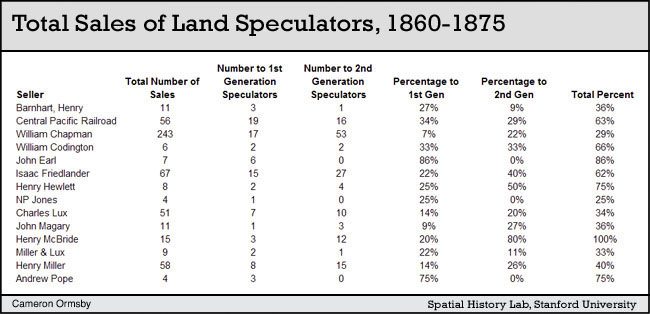 Total Sales of Land Speculators, 1860-1875
Number to 1st Number to 2nd
Total Number of Generation Generation Percentage to Percentage to
Seller Sales Speculators Speculators 1st Gen 2nd Gen Total Percent
Barnhart, Henry 11 3 1 27% 9% 36%
Central Pacific Railroad 56 19 16 34% 29% 63%
William Chapman 243 17 53 7% 22% 29%
William Codington 6 2 2 33% 33% 66%
John Earl 7 6 0 86% 0% 86%
Isaac Friedlander 67 15 27 22% 40% 62%
Henry Hewlett 8 2 4 25% 50% 75%
NP Jones 4 1 0 25% 0% 25%
Charles Lux 51 7 10 14% 20% 34%
John Magary 11 1 3 9% 27% 36%
Henry McBride 15 3 12 20% 80% 100%
Miller & Lux 9 2 1 22% 11% 33%
Henry Miller 58 8 15 14% 26% 40%
Andrew Pope 4 3 0 75% 0% 75%
Cameron Ormsby Spatial History Lab, Stanford University